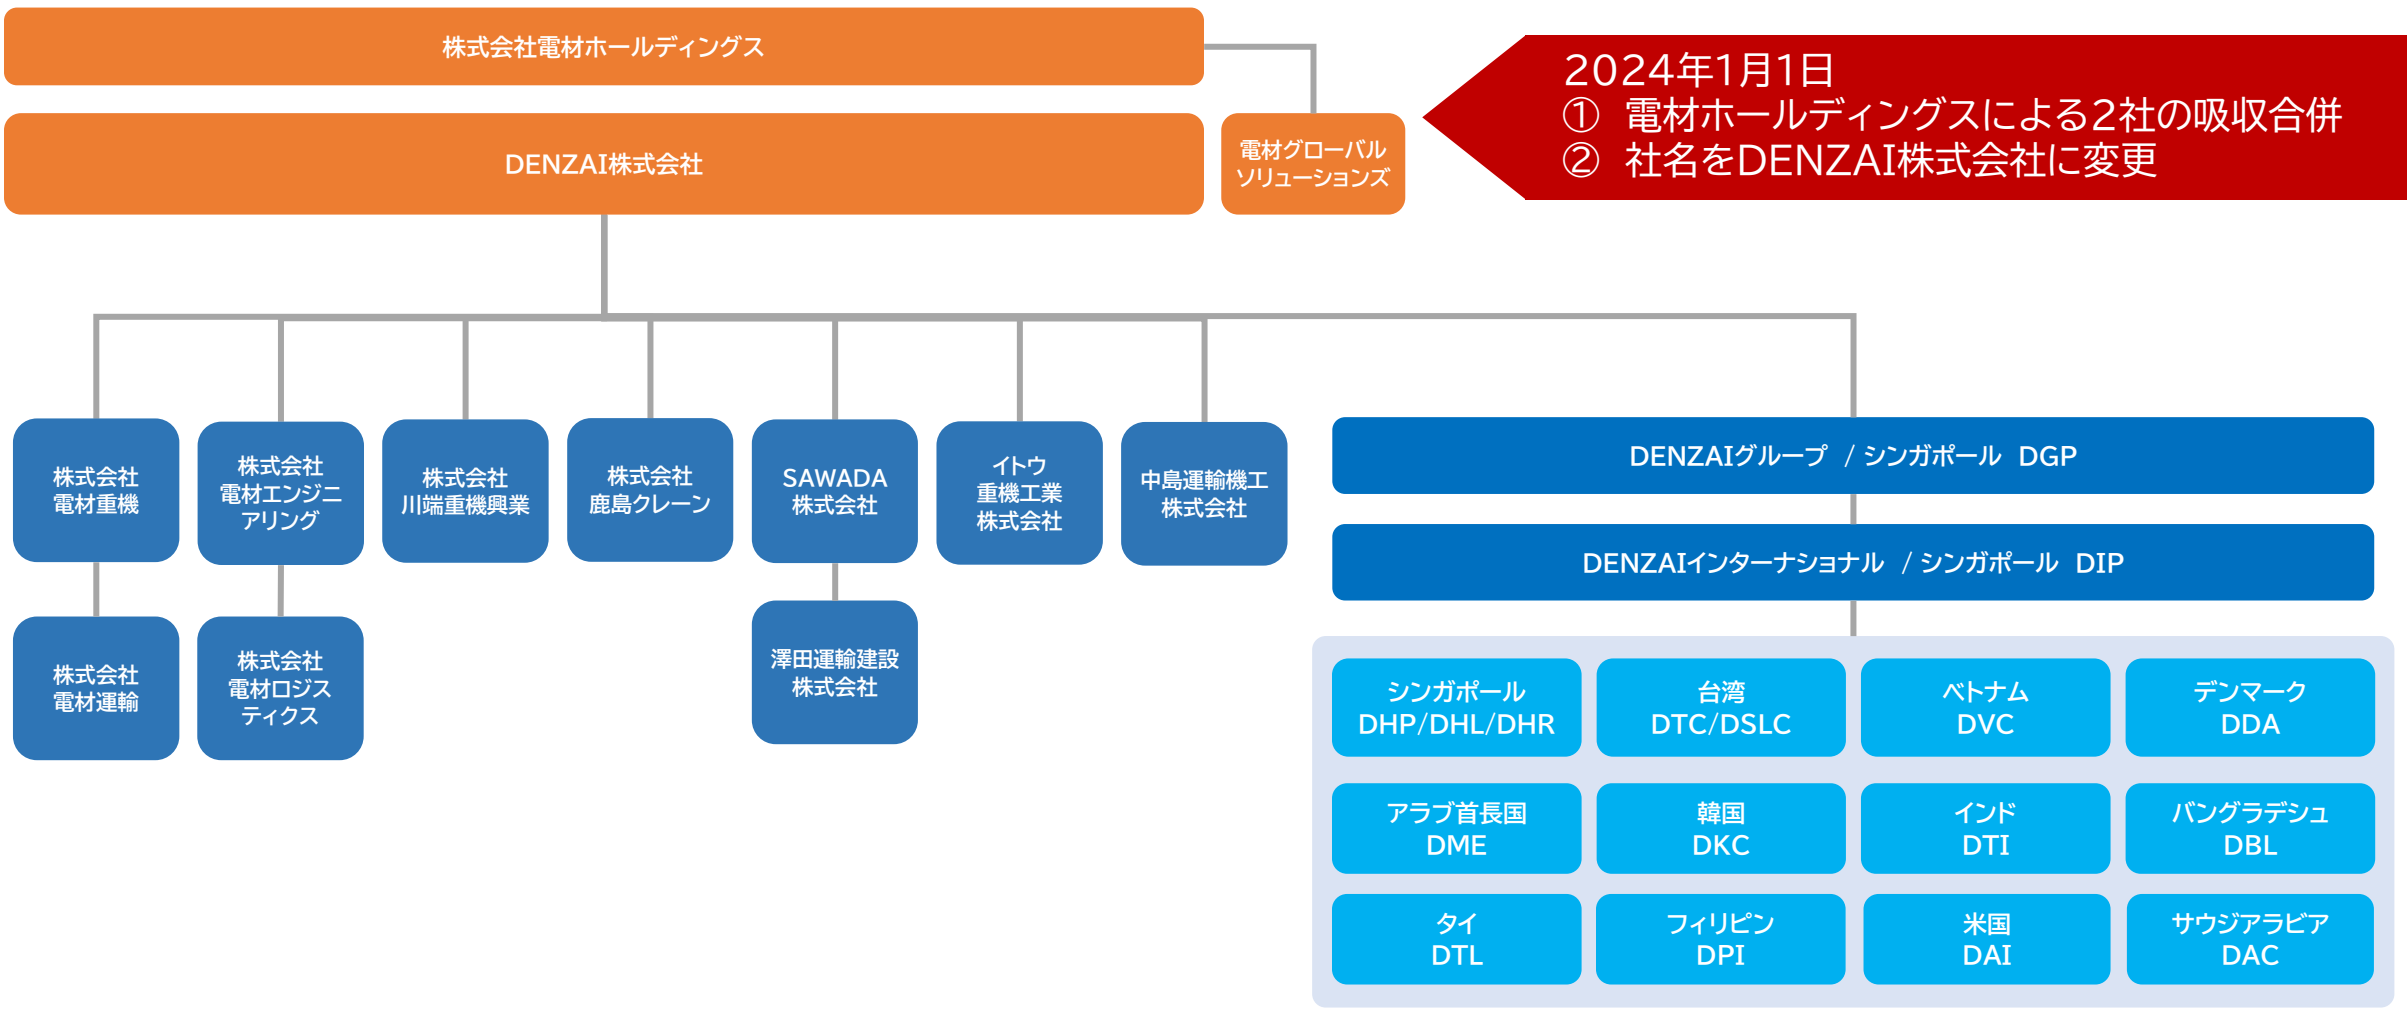 株式会社電材ホールディングス
DENZAI株式会社
電材グローバル
ソリューションズ
2024年1月1日
① 電材ホールディングスによる2社の吸収合併
② 社名をDENZAI株式会社に変更
株式会社
電材重機
株式会社
電材エンジニ
アリング
株式会社
川端重機興業
株式会社
鹿島クレーン
SAWADA
株式会社
イトウ
重機工業
株式会社
中島運輸機工
株式会社
株式会社
電材運輸
株式会社
電材ロジス
ティクス
澤田運輸建設
株式会社
DENZAIグループ / シンガポール DGP
DENZAIインターナショナル / シンガポール DIP
シンガポール
DHP/DHL/DHR
台湾
DTC/DSLC
ベトナム
DVC
デンマーク
DDA
アラブ首長国
DME
韓国
DKC
インド
DTI
バングラデシュ
DBL
タイ
DTL
フィリピン
DPI
米国
DAI
サウジアラビア
DAC